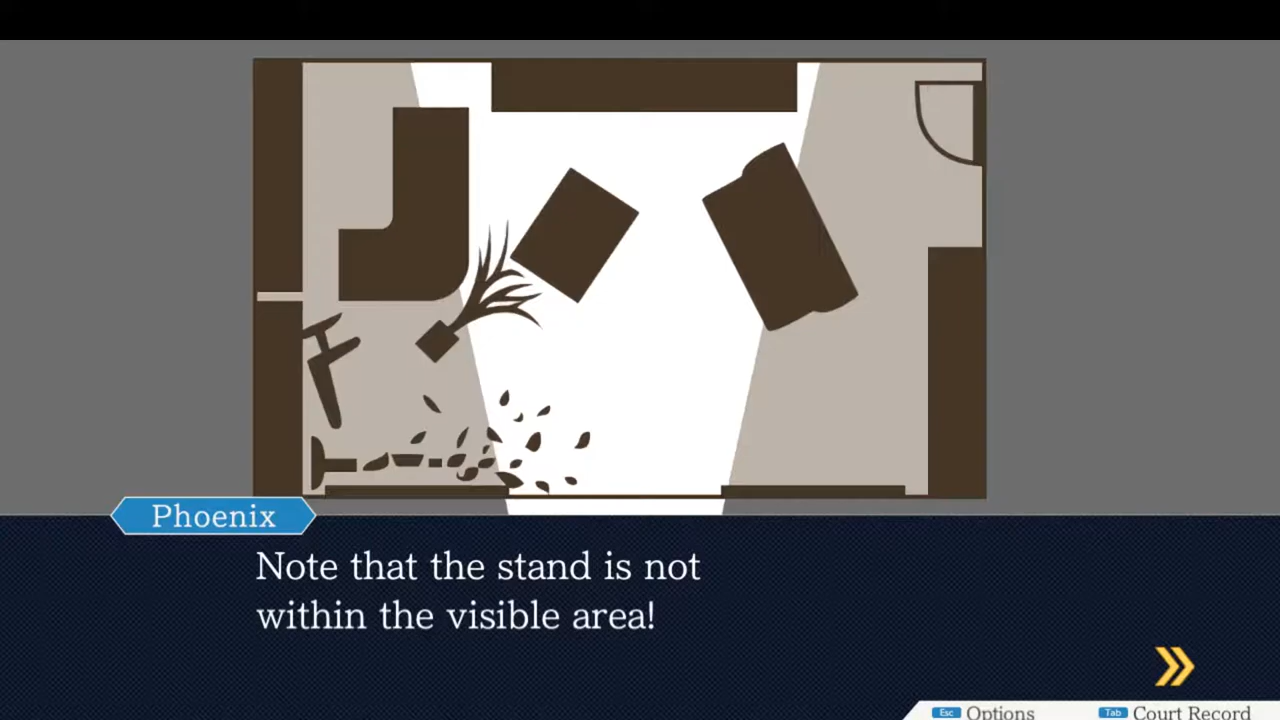 Phoenix
Note that the stand is not
within the visible area!
Esc Options Tab Court Record